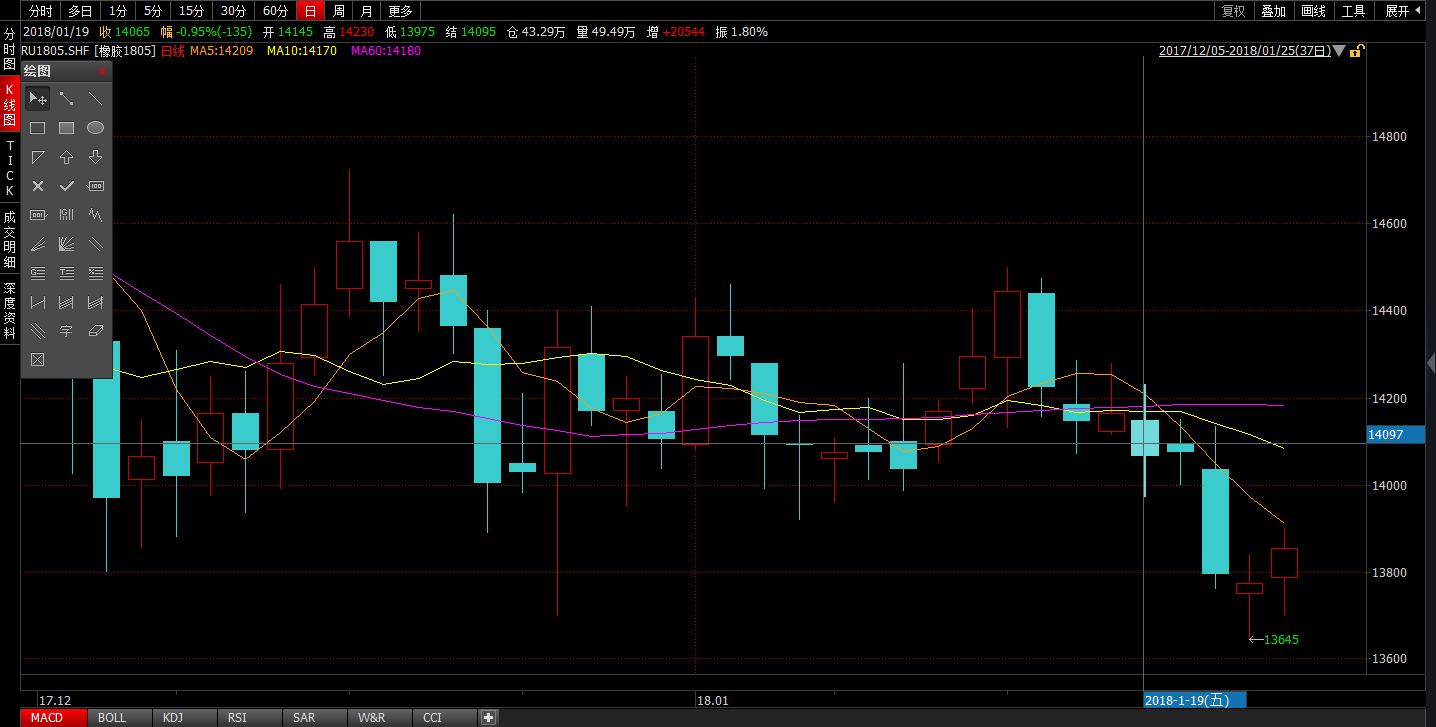 分时 多日 1分 5分 15分 30分 60分 日 周 月 更多 复权 叠加 画线 工具 展开
2018/01/19 收 14065 幅 -0.95%(-135) 开 14145 高 14230 低 13975 结 14095 仓 43.29万 量 49.49万 增 +20544 振 1.80%
RU1805.SHF [橡胶1805] 日线 MA5:14209 MA10:14170 MA60:14180 2017/12/05-2018/01/25(37日)
分时图
K线图
TICK
成交明细
深度资料
绘图
字
14800
14600
14400
14200
14097
14000
13800
13645
13600
17.12 18.01 2018-1-19(五)
MACD BOLL KDJ RSI SAR W&R CCI